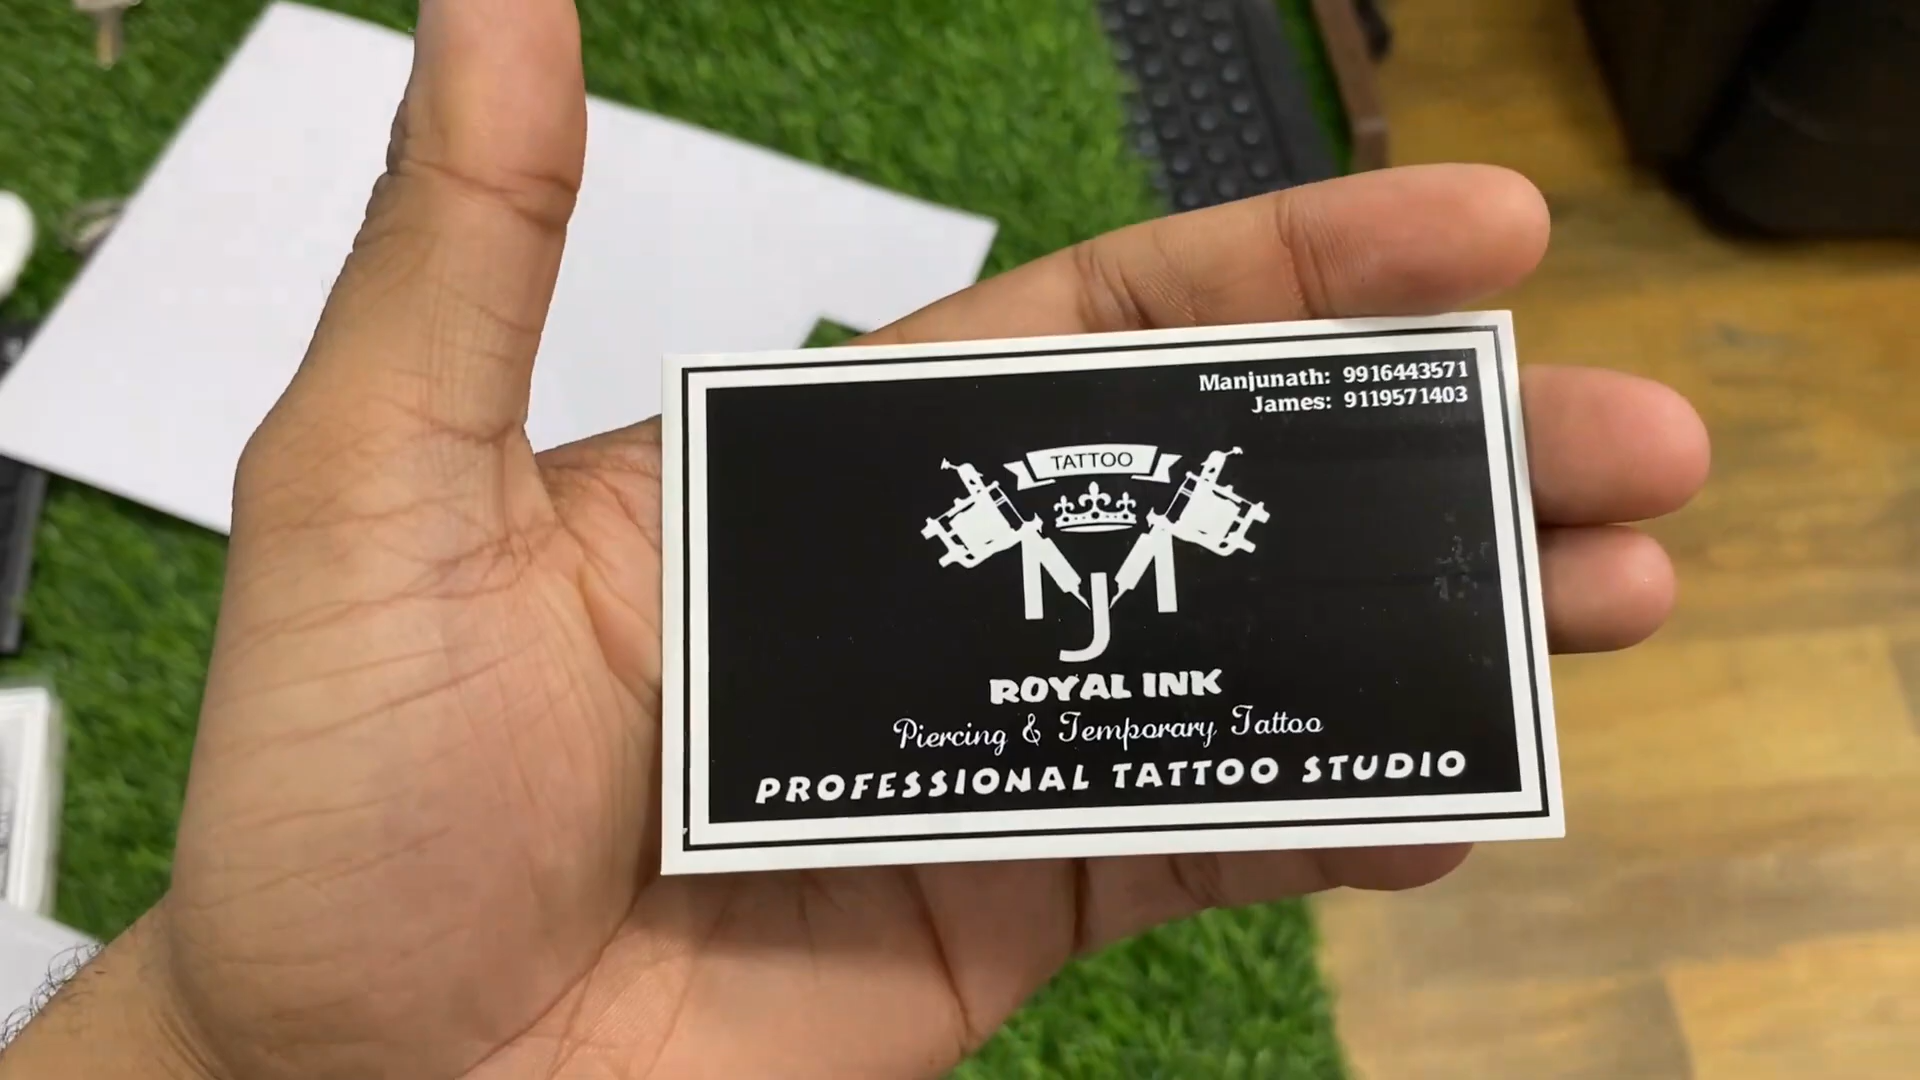 Manjunath: 9916443571
James: 9119571403
TATTOO
MJ
ROYAL INK
Piercing & Temporary Tattoo
PROFESSIONAL TATTOO STUDIO